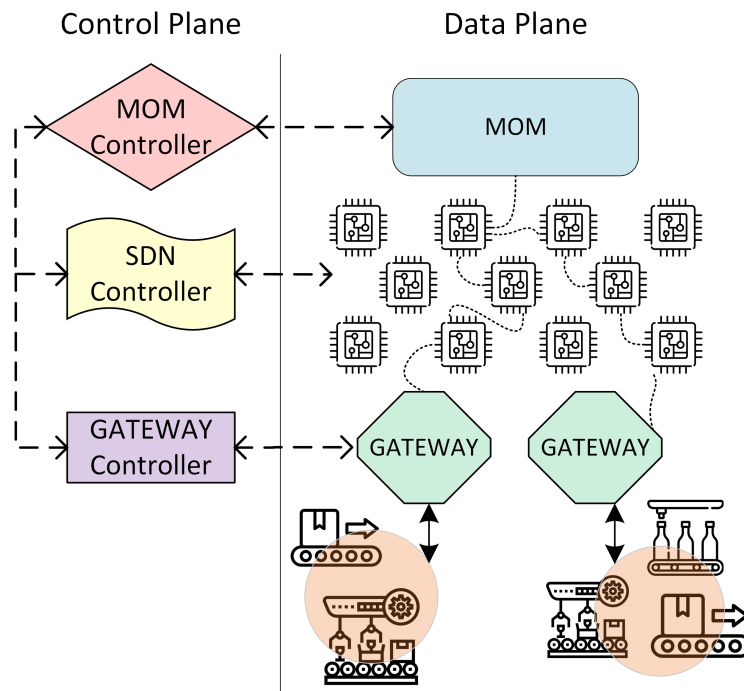 Control Plane
Data Plane
MOM
Controller
MOM
SDN
Controller
GATEWAY
Controller
GATEWAY
GATEWAY